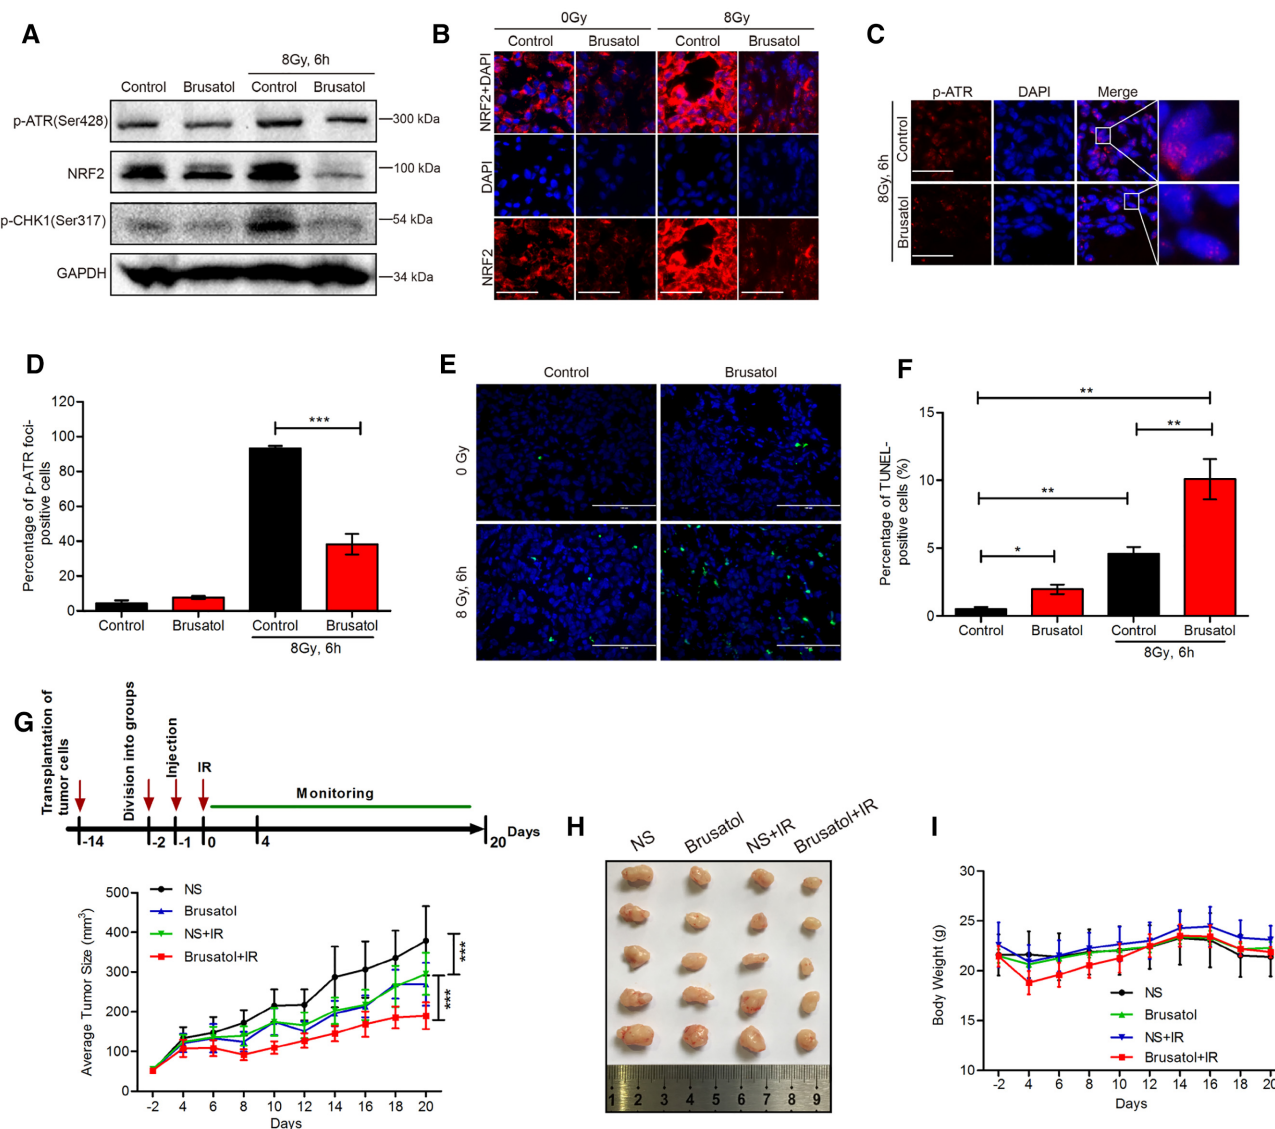 A
8Gy, 6h
Control Brusatol Control Brusatol
p-ATR(Ser428) 300 kDa
NRF2 100 kDa
p-CHK1(Ser317) 54 kDa
GAPDH 34 kDa
B
0Gy 8Gy
Control Brusatol Control Brusatol
NRF2+DAPI
DAPI
NRF2
C
p-ATR DAPI Merge
8Gy, 6h
Control
Brusatol
D
Percentage of p-ATR foci-
positive cells
120
100
80
60
40
20
0
***
Control Brusatol Control Brusatol
8Gy, 6h
E
Control Brusatol
0 Gy
8 Gy, 6h
F
Percentage of TUNEL-
positive cells (%)
15
10
5
0
**
**
**
*
Control Brusatol Control Brusatol
8Gy, 6h
G
Transplantation of
tumor cells
Division into groups
Injection
IR
Monitoring
-14 -2 -1 0 4 20 Days
Average Tumor Size (mm³)
500
400
300
200
100
0
NS
Brusatol
NS+IR
Brusatol+IR
***
***
-2 4 6 8 10 12 14 16 18 20
Days
H
NS Brusatol NS+IR Brusatol+IR
1 2 3 4 5 6 7 8 9
I
Body Weight (g)
30
25
20
15
10
NS
Brusatol
NS+IR
Brusatol+IR
-2 4 6 8 10 12 14 16 18 20
Days